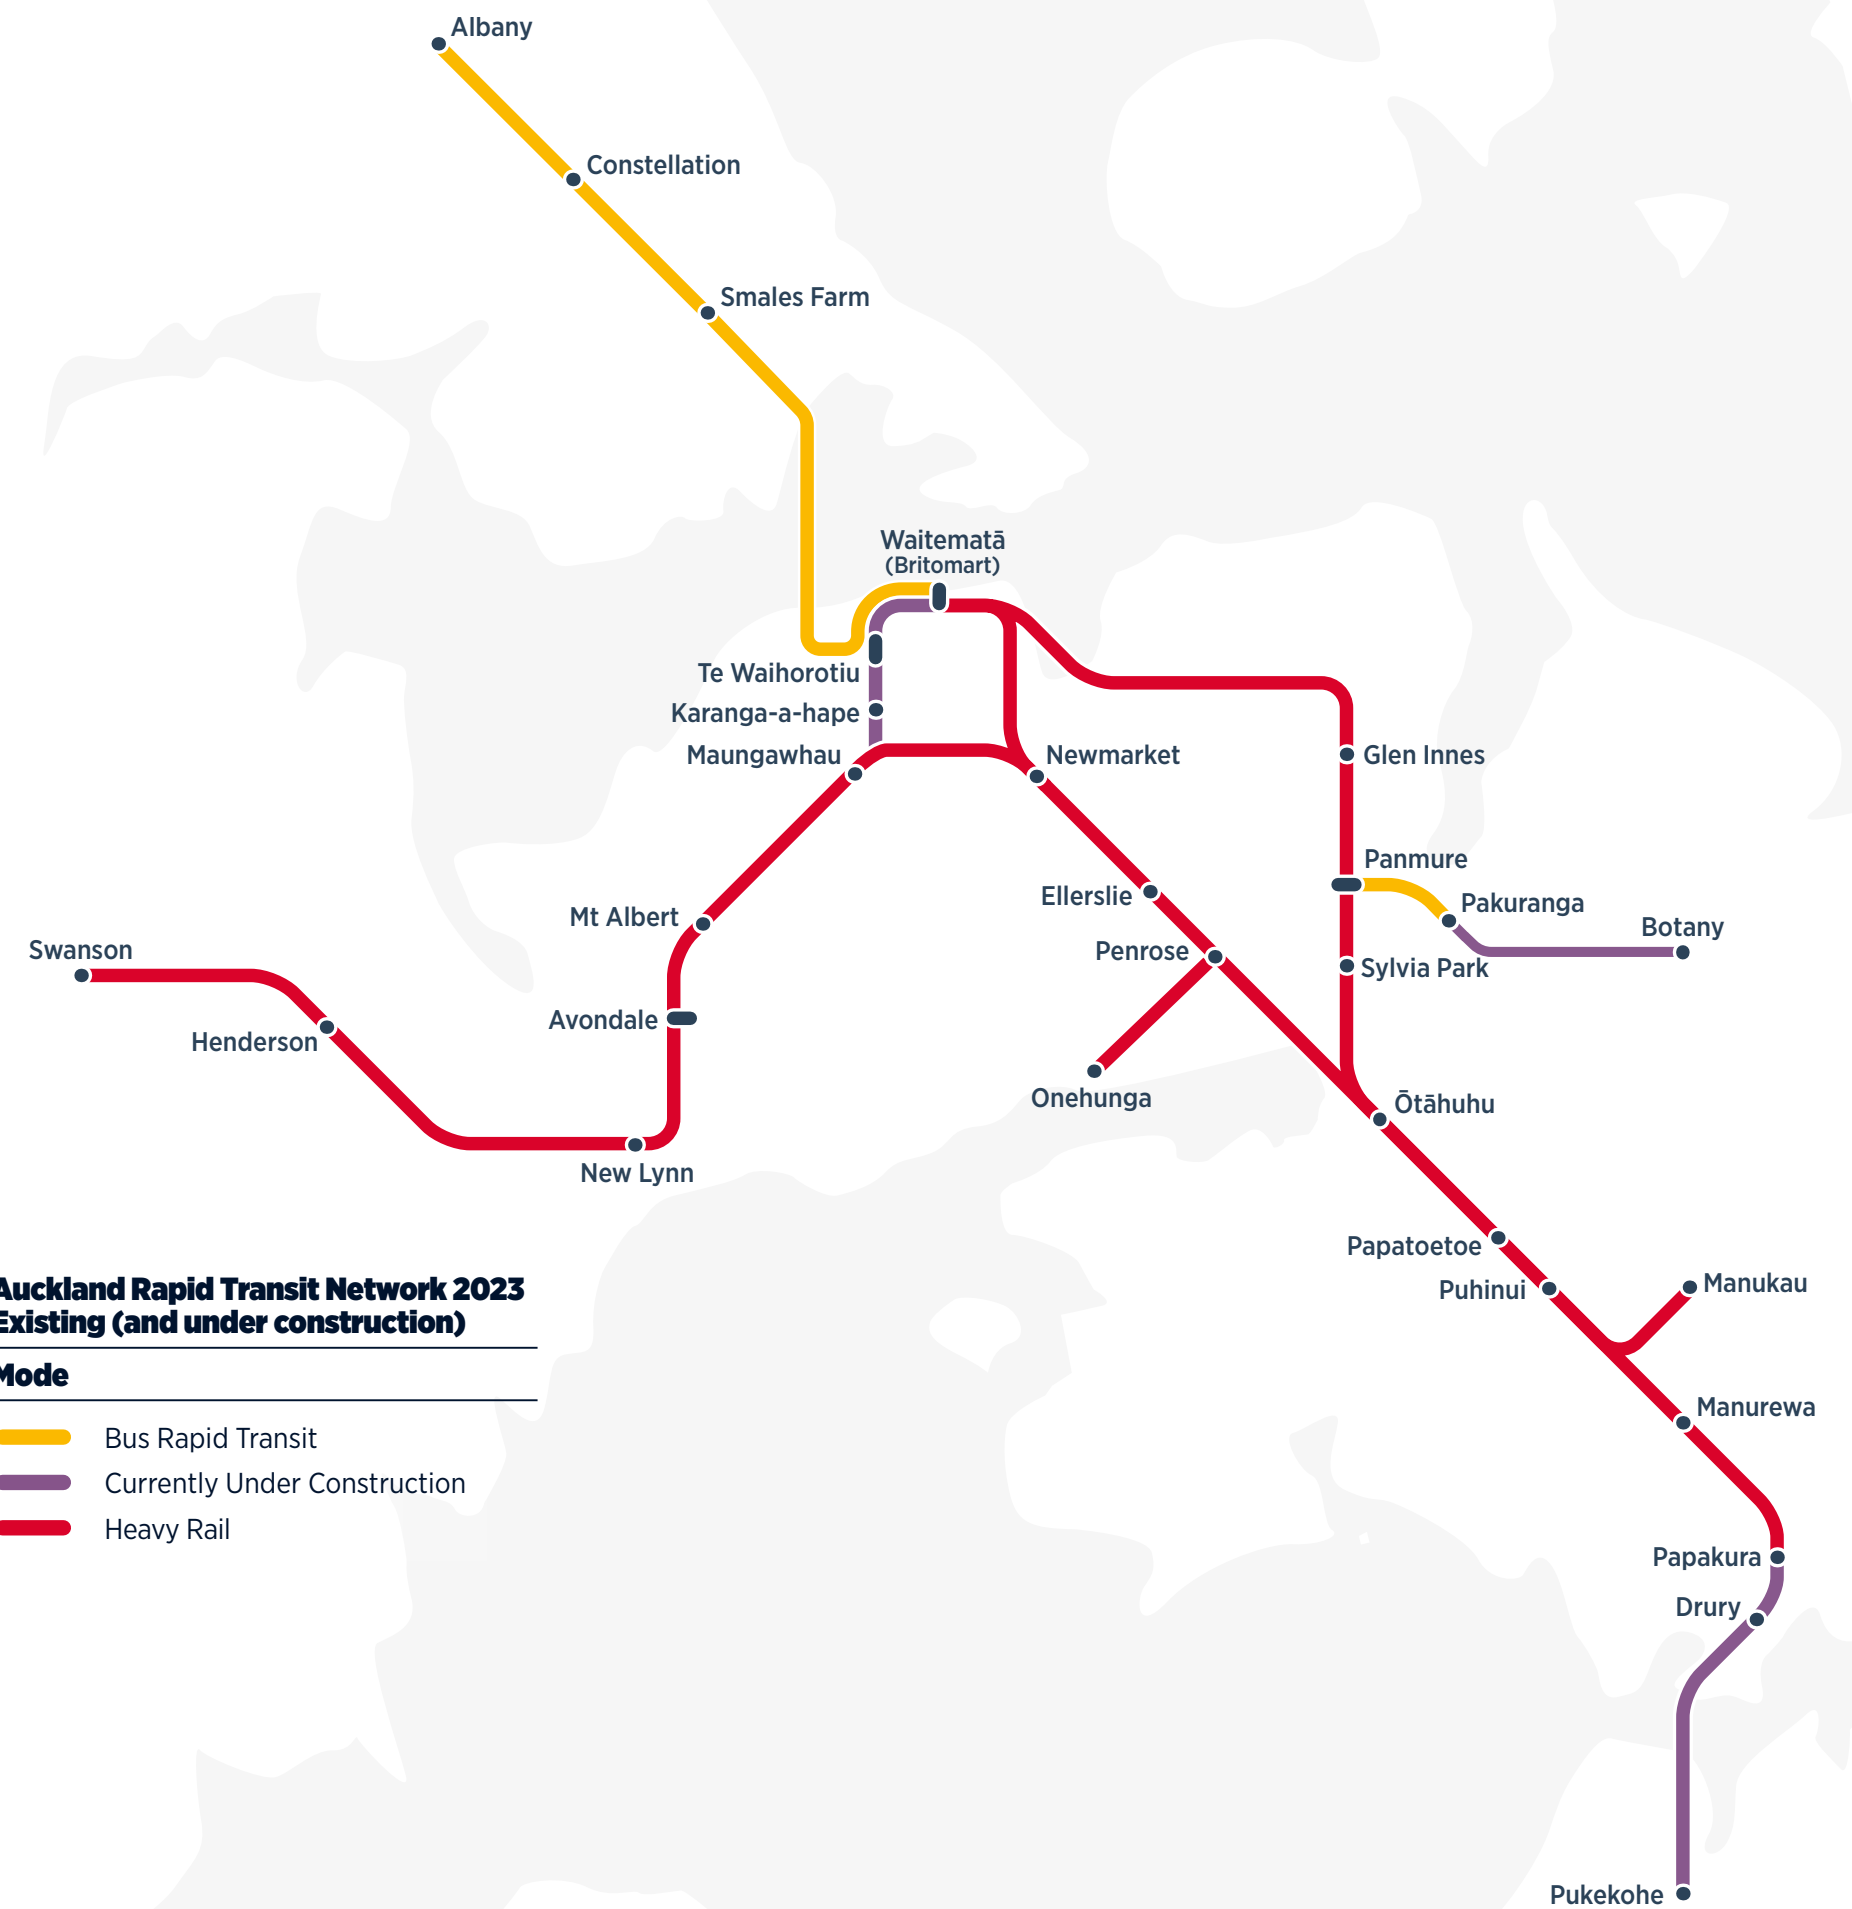 Albany
Constellation
Smales Farm
Waitematā
(Britomart)
Te Waihorotiu
Karanga-a-hape
Maungawhau
Newmarket
Glen Innes
Panmure
Ellerslie
Pakuranga
Mt Albert
Botany
Swanson
Penrose
Sylvia Park
Avondale
Henderson
Onehunga
Ōtāhuhu
New Lynn
Papatoetoe
Puhinui
Manukau
Auckland Rapid Transit Network 2023
Existing (and under construction)
Mode
Manurewa
Bus Rapid Transit
Currently Under Construction
Heavy Rail
Papakura
Drury
Pukekohe